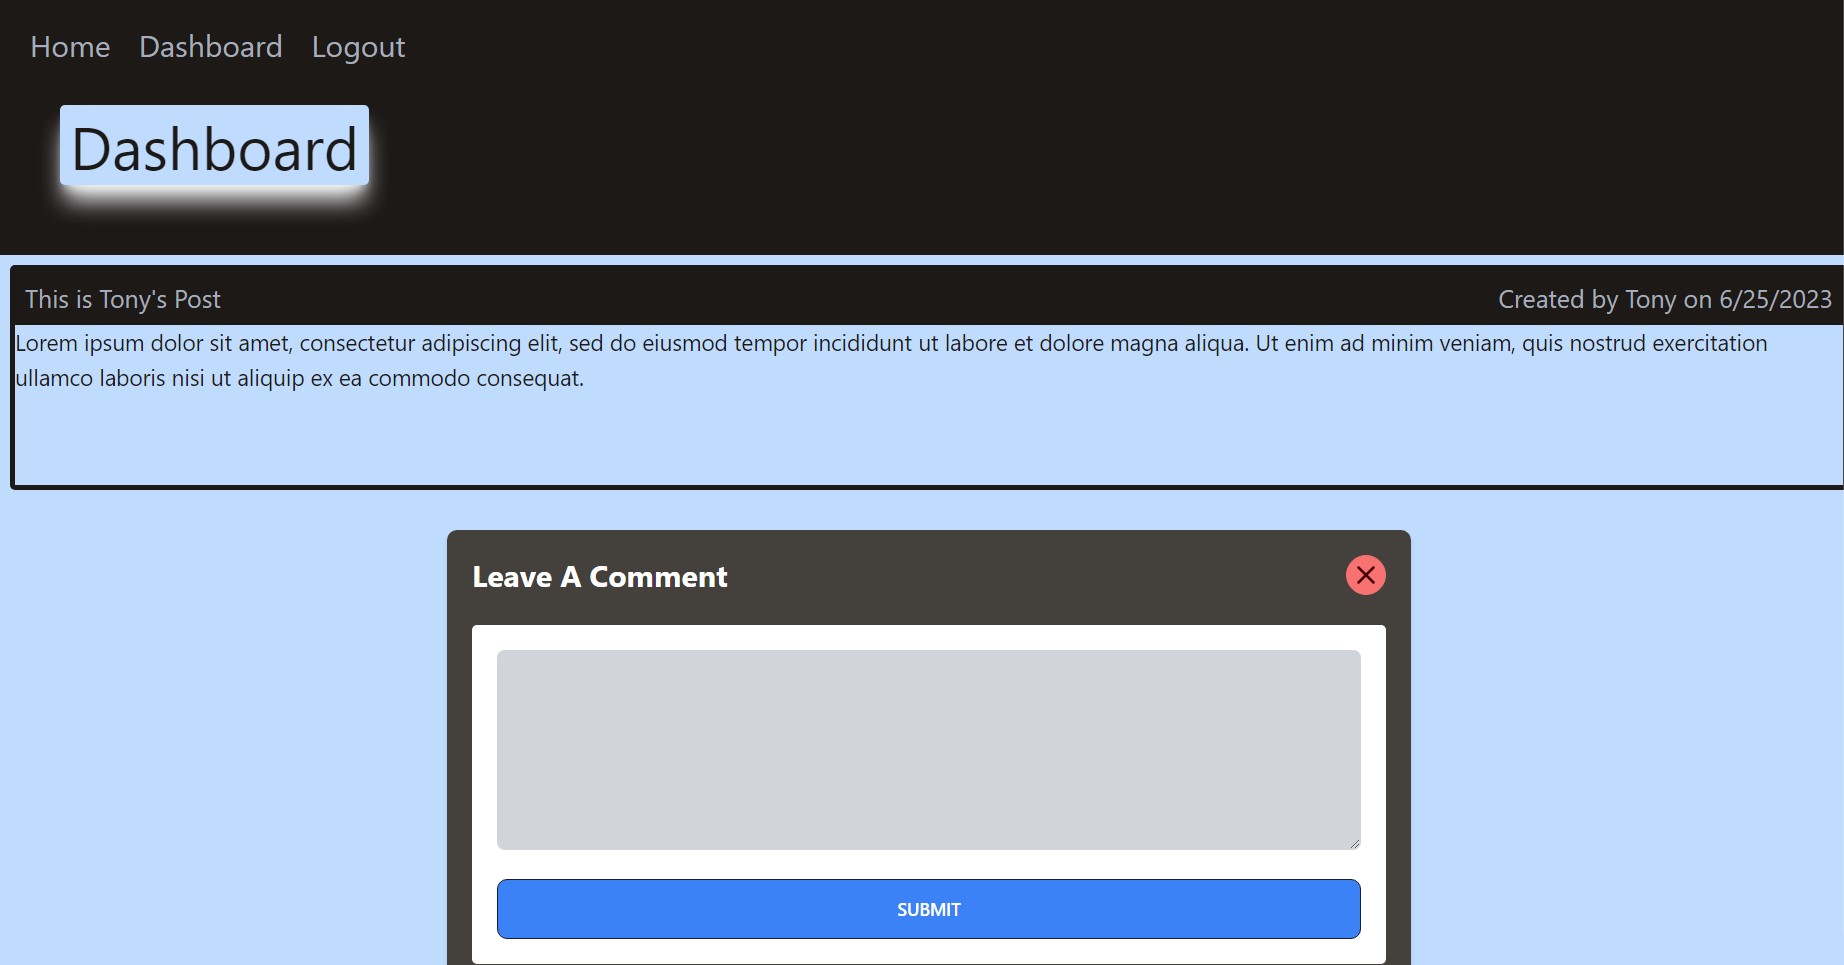 Home Dashboard Logout
Dashboard
This is Tony's Post Created by Tony on 6/25/2023
Lorem ipsum dolor sit amet, consectetur adipiscing elit, sed do eiusmod tempor incididunt ut labore et dolore magna aliqua. Ut enim ad minim veniam, quis nostrud exercitation
ullamco laboris nisi ut aliquip ex ea commodo consequat.
Leave A Comment
SUBMIT